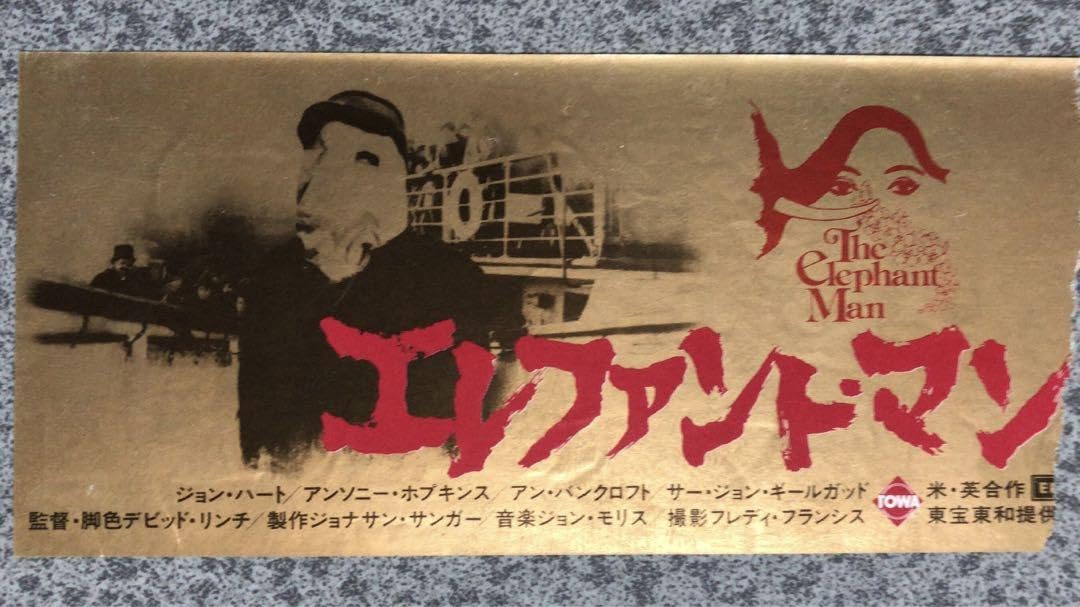 The
elephant
Man
エレファント・マン
ジョン・ハート／アンソニー・ホプキンス／アン・バンクロフト サー・ジョン・ギールガッド
監督・脚色デビッド・リンチ／製作ジョナサン・サンガー／音楽ジョン・モリス 撮影フレディ・フランシス
TOWA
米・英合作
東宝東和提供